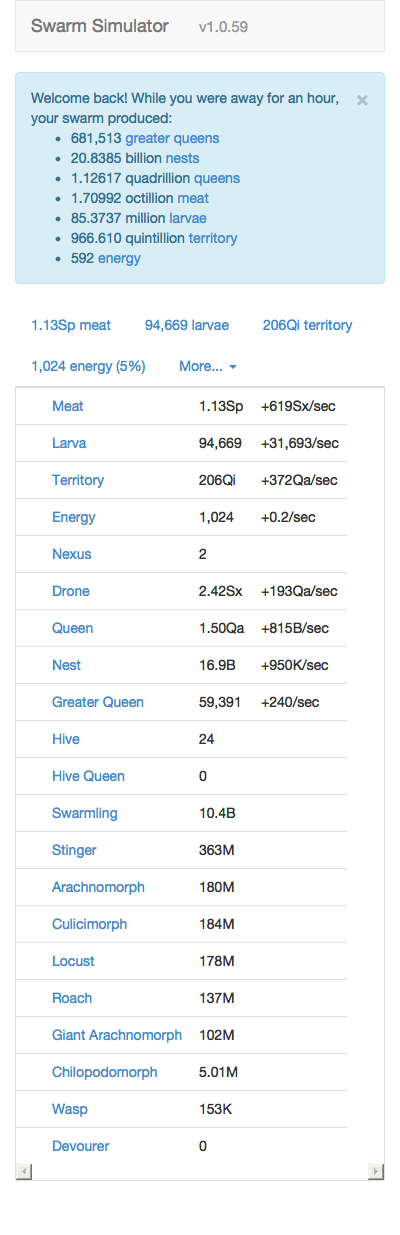 Swarm Simulator v1.0.59
Welcome back! While you were away for an hour,
your swarm produced:
• 681,513 greater queens
• 20.8385 billion nests
• 1.12617 quadrillion queens
• 1.70992 octillion meat
• 85.3737 million larvae
• 966.610 quintillion territory
• 592 energy
×
1.13Sp meat 94,669 larvae 206Qi territory
1,024 energy (5%) More...
Meat 1.13Sp +619Sx/sec
Larva 94,669 +31,693/sec
Territory 206Qi +372Qa/sec
Energy 1,024 +0.2/sec
Nexus 2
Drone 2.42Sx +193Qa/sec
Queen 1.50Qa +815B/sec
Nest 16.9B +950K/sec
Greater Queen 59,391 +240/sec
Hive 24
Hive Queen 0
Swarmling 10.4B
Stinger 363M
Arachnomorph 180M
Culicimorph 184M
Locust 178M
Roach 137M
Giant Arachnomorph 102M
Chilopodomorph 5.01M
Wasp 153K
Devourer 0